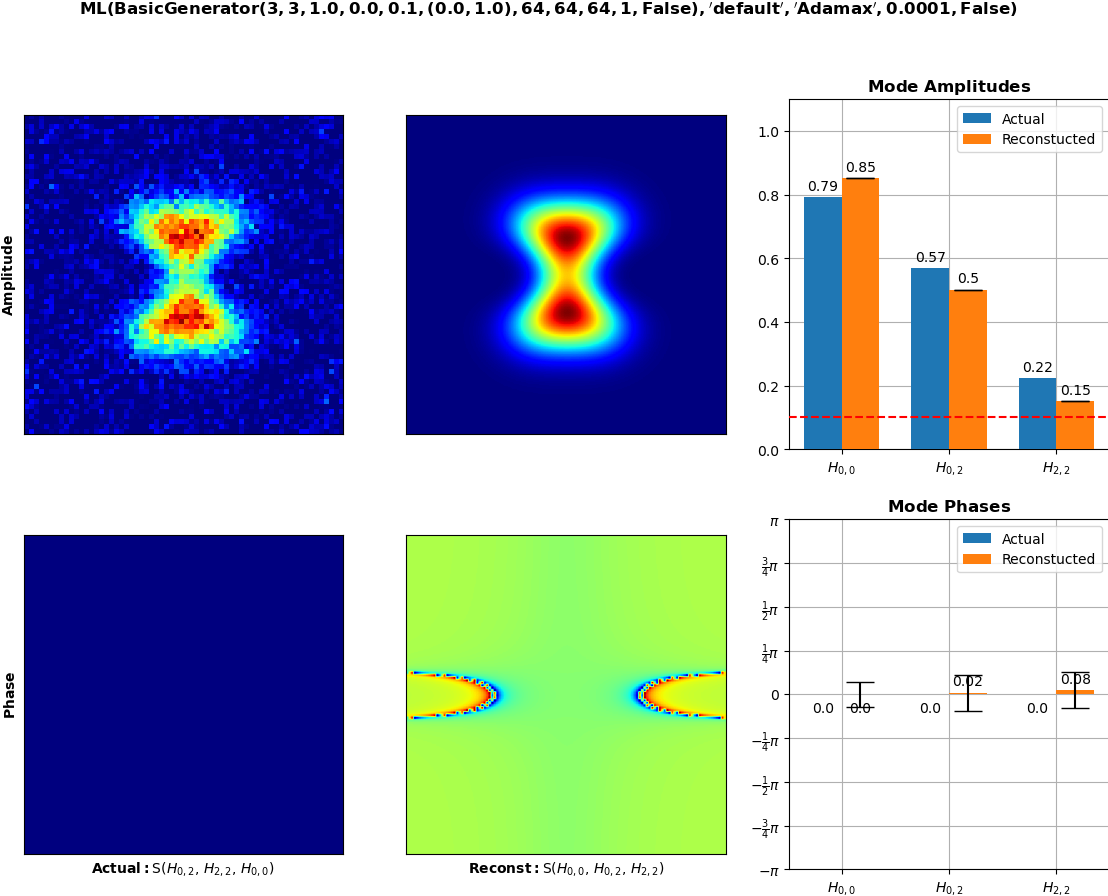 ML(BasicGenerator(3, 3, 1.0, 0.0, 0.1, (0.0, 1.0), 64, 64, 64, 1, False), ′default′, ′Adamax′, 0.0001, False)
Amplitude
Mode Amplitudes
Actual
Reconstucted
1.0
0.8
0.6
0.4
0.2
0.0
0.79
0.85
0.57
0.5
0.22
0.15
H0,0
H0,2
H2,2
Phase
Actual: S(H0,2, H2,2, H0,0)
Reconst: S(H0,0, H0,2, H2,2)
Mode Phases
Actual
Reconstucted
π
3/4π
1/2π
1/4π
0
−1/4π
−1/2π
−3/4π
−π
0.0
0.0
0.0
0.02
0.0
0.08
H0,0
H0,2
H2,2